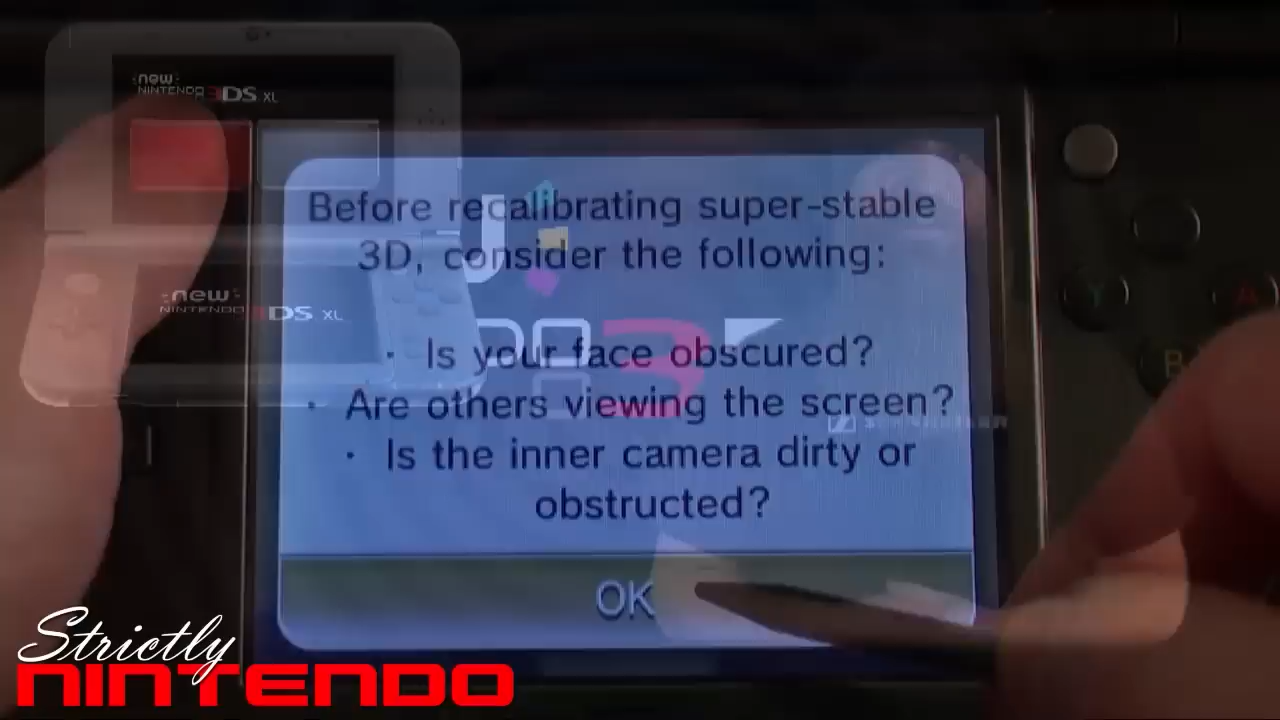 new
NINTENDO 3DS XL
Before recalibrating super-stable
3D, consider the following:
new
NINTENDO 3DS XL
· Is your face obscured?
· Are others viewing the screen?
· Is the inner camera dirty or
obstructed?
OK
Y
A
B
Strictly
NINTENDO